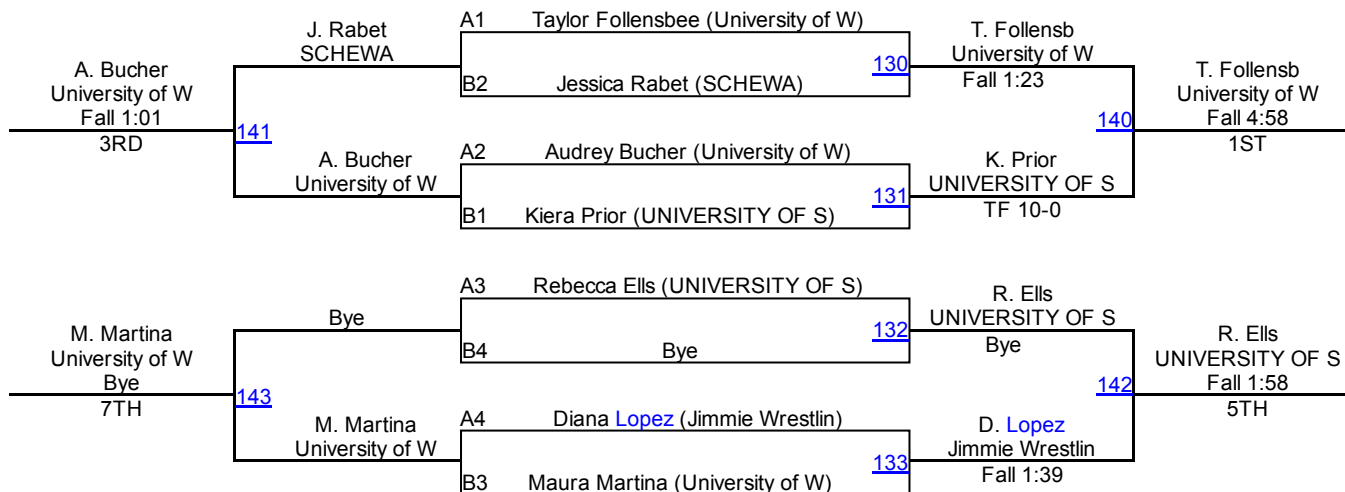 A1 Taylor Follensbee (University of W)
J. Rabet
SCHEWA
T. Follensb
University of W
130
Fall 1:23
B2 Jessica Rabet (SCHEWA)
A. Bucher
University of W
Fall 1:01
141
3RD
T. Follensb
University of W
Fall 4:58
140
1ST
A. Bucher
University of W
A2 Audrey Bucher (University of W)
K. Prior
UNIVERSITY OF S
131
TF 10-0
B1 Kiera Prior (UNIVERSITY OF S)
A3 Rebecca Ells (UNIVERSITY OF S)
Bye
R. Ells
UNIVERSITY OF S
132
Bye
B4 Bye
M. Martina
University of W
Bye
143
7TH
R. Ells
UNIVERSITY OF S
Fall 1:58
142
5TH
M. Martina
University of W
A4 Diana Lopez (Jimmie Wrestlin)
D. Lopez
Jimmie Wrestlin
133
Fall 1:39
B3 Maura Martina (University of W)